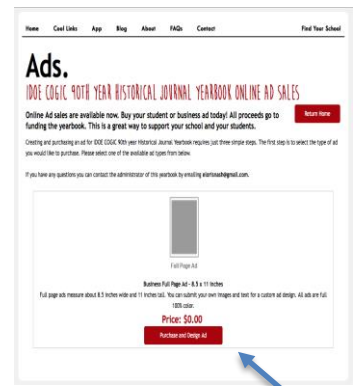 Home Cool Links App Blog About FAQs Contact Find Your School
Ads.
IDOE COGIC 90TH YEAR HISTORICAL JOURNAL YEARBOOK ONLINE AD SALES
Online Ad sales are available now. Buy your student or business ad today! All proceeds go to
funding the yearbook. This is a great way to support your school and your students.
Return Home
Creating and purchasing an ad for IDOE COGIC 90th year Historical Journal Yearbook requires just three simple steps. The first step is to select the type of ad
you would like to purchase. Please select one of the available ad types from below.
If you have any questions you can contact the administrator of this yearbook by emailing
Full Page Ad
Business Full Page Ad - 8.5 x 11 Inches
Full page ads measure about 8.5 inches wide and 11 inches tall. You can submit your own images and text for a custom ad design. All ads are full
100% color.
Price: $0.00
Purchase and Design Ad